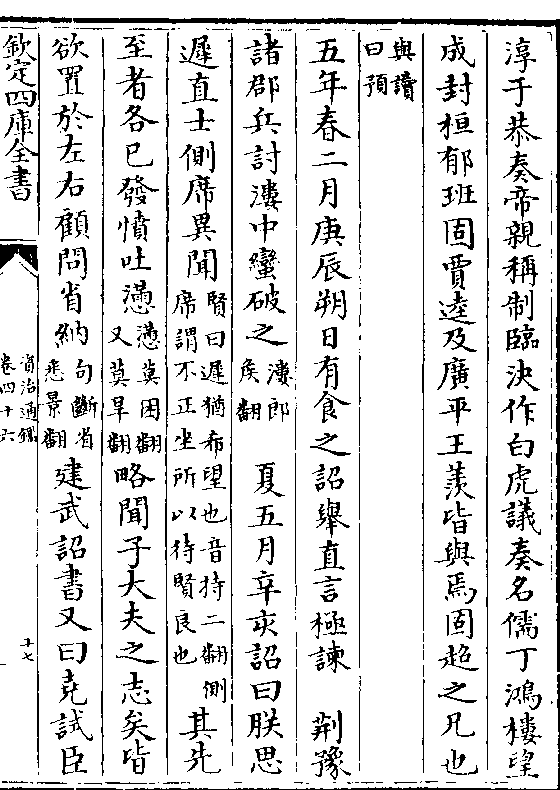 淳于恭奏帝親稱制臨決作白虎議奏名儒丁鴻樓望
成封桓郁班固賈逵及廣平王羨皆與焉固超之兄也
與讀
曰預
五年春二月庚辰朔日有食之詔舉直言極諫　荆豫
諸郡兵討漊中蠻破之漊郎
矦翻　夏五月辛亥詔曰朕思
遲直士側席異聞賢曰遲猶希望也音持二翻側
席謂不正坐所以待賢良也其先
至者各已發憤吐懣懣莫困翻
又莫旱翻略聞子大夫之志矣皆
欲置於左右顧問省納句斷省
悉景翻建武詔書又曰堯試臣
欽定四庫全書
資治通鑑
卷四十六
十七